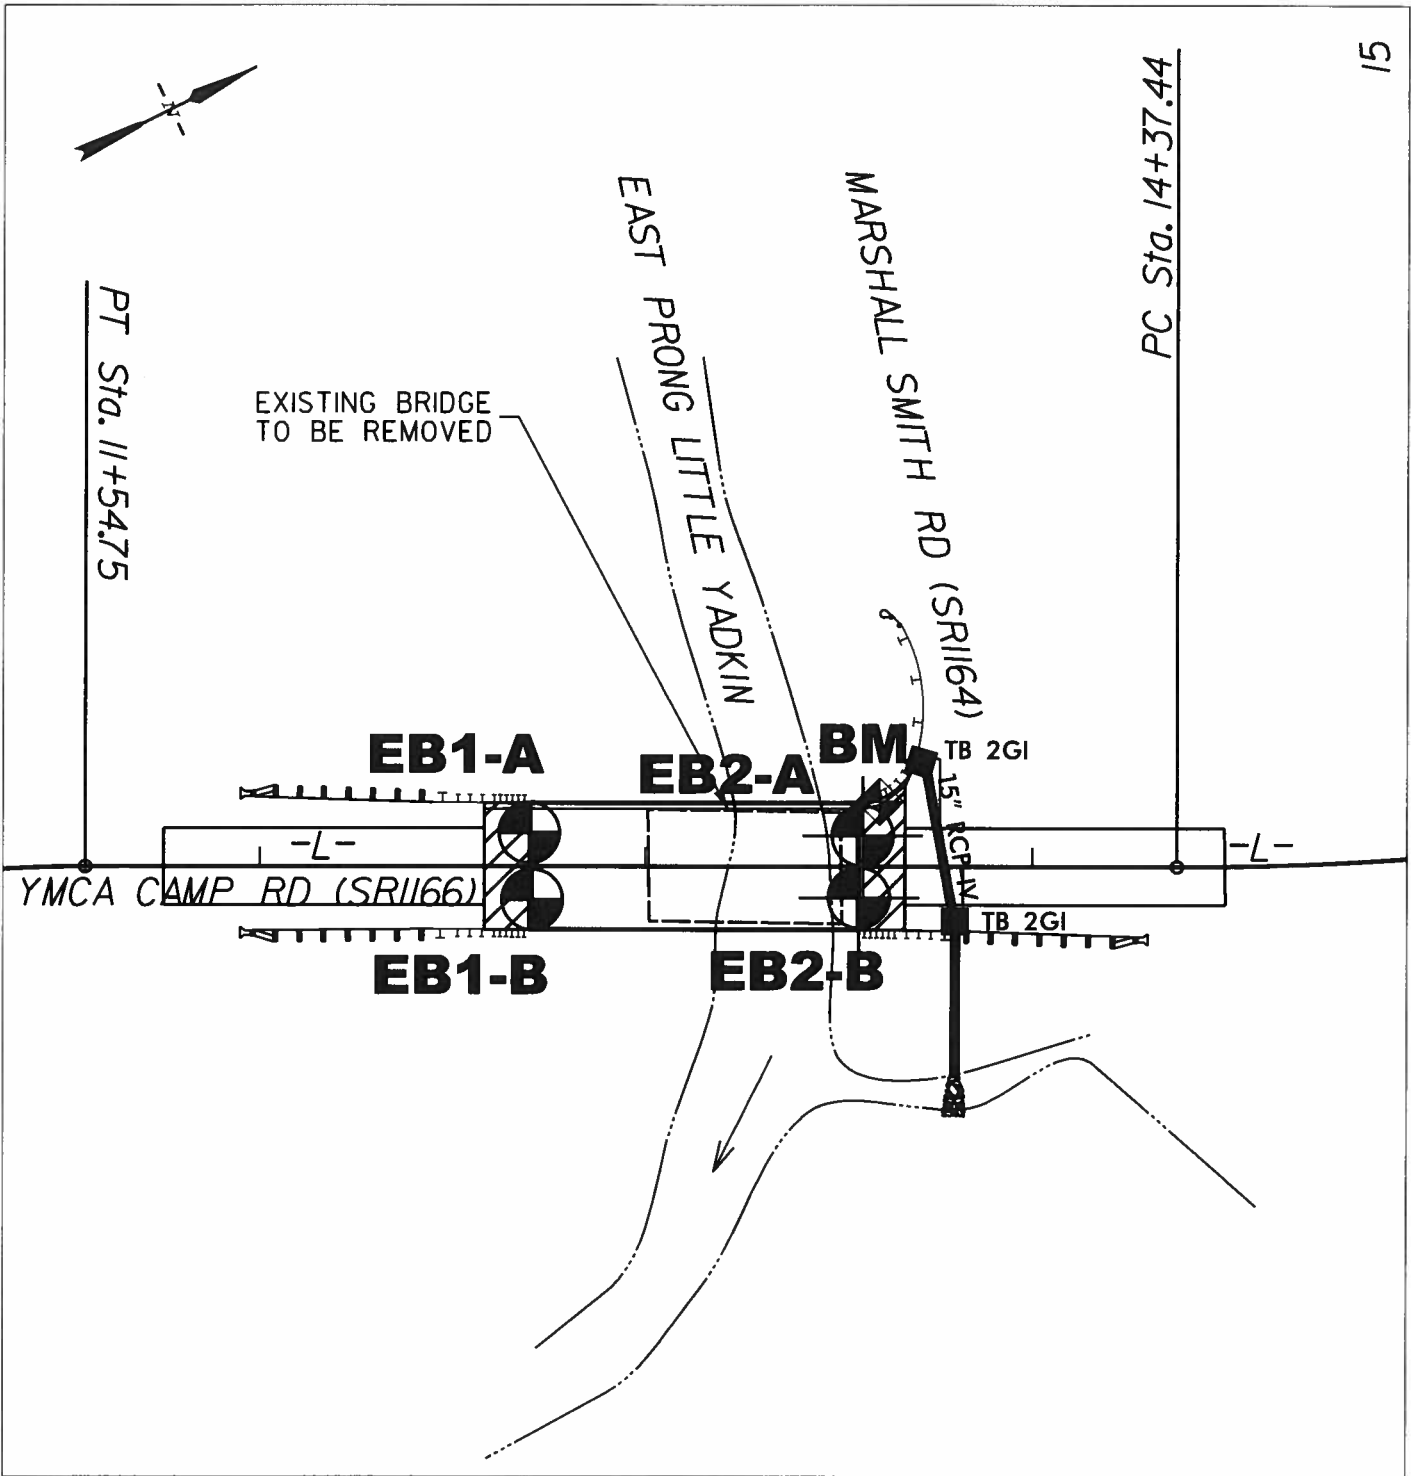 15
-N-
PC Sta. 14+37.44
PT Sta. 11+54.75
EAST PRONG LITTLE YADKIN
MARSHALL SMITH RD (SR1164)
EXISTING BRIDGE
TO BE REMOVED
EB1-A
EB2-A
BM
TB 2GI
15" RCP IV
-L-
-L-
YMCA CAMP RD (SR1166)
TB 2GI
EB1-B
EB2-B